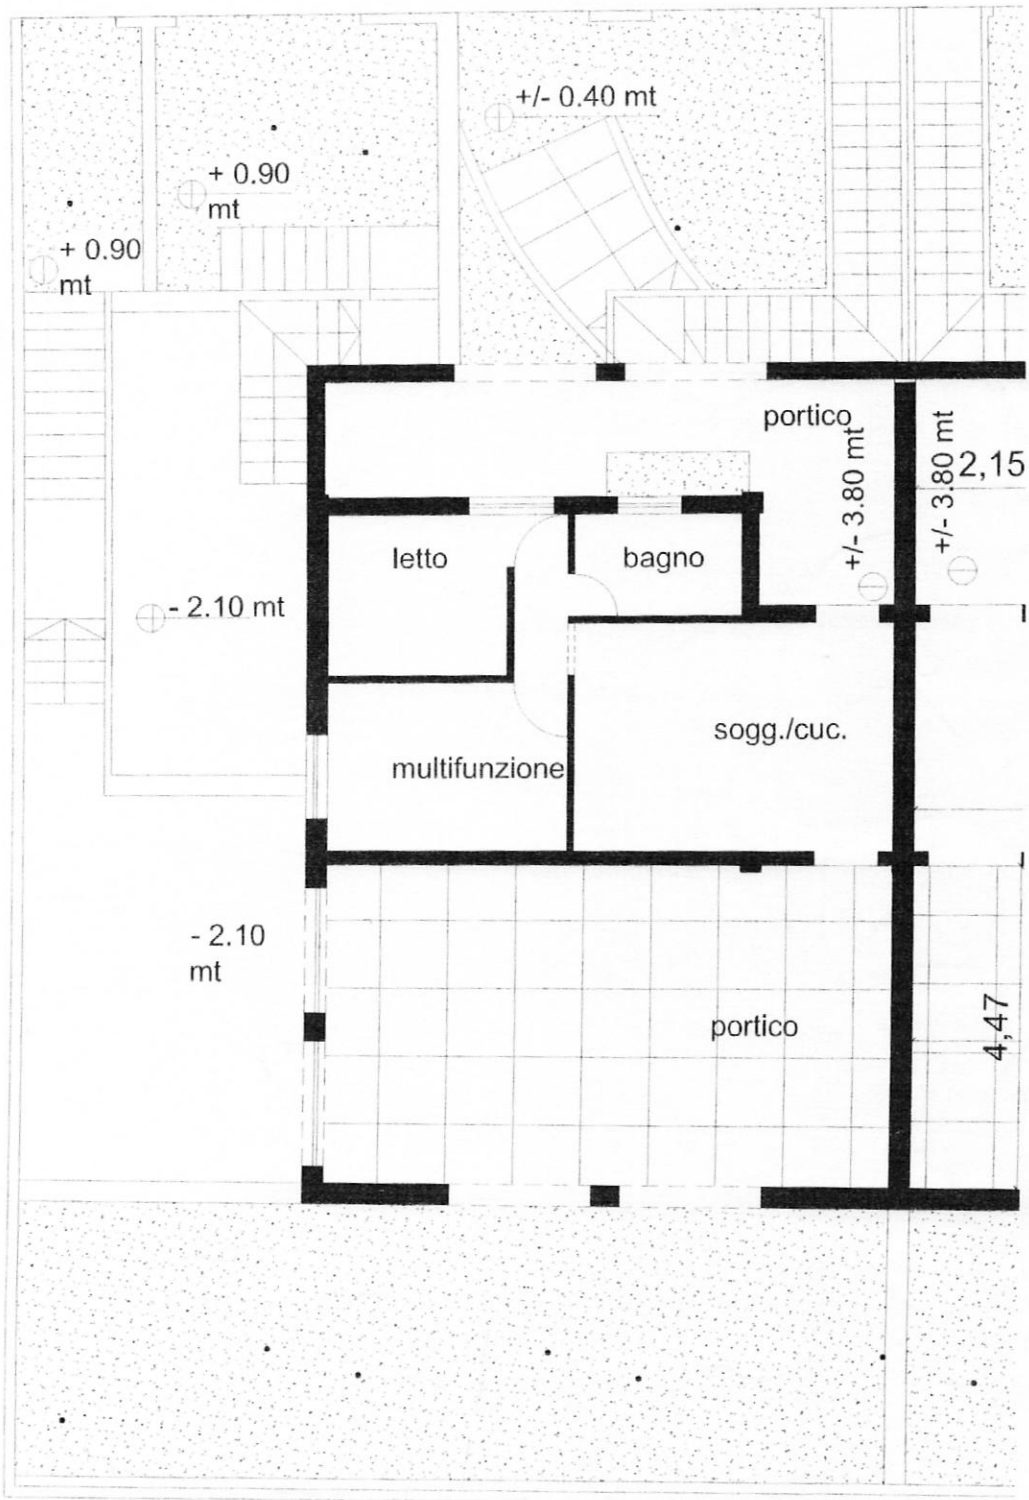 +/- 0.40 mt
+ 0.90
mt
+ 0.90
mt
portico
+/- 3.80 mt
+/- 3.80 mt
2,15
letto
bagno
- 2.10 mt
sogg./cuc.
multifunzione
- 2.10
mt
portico
4,47